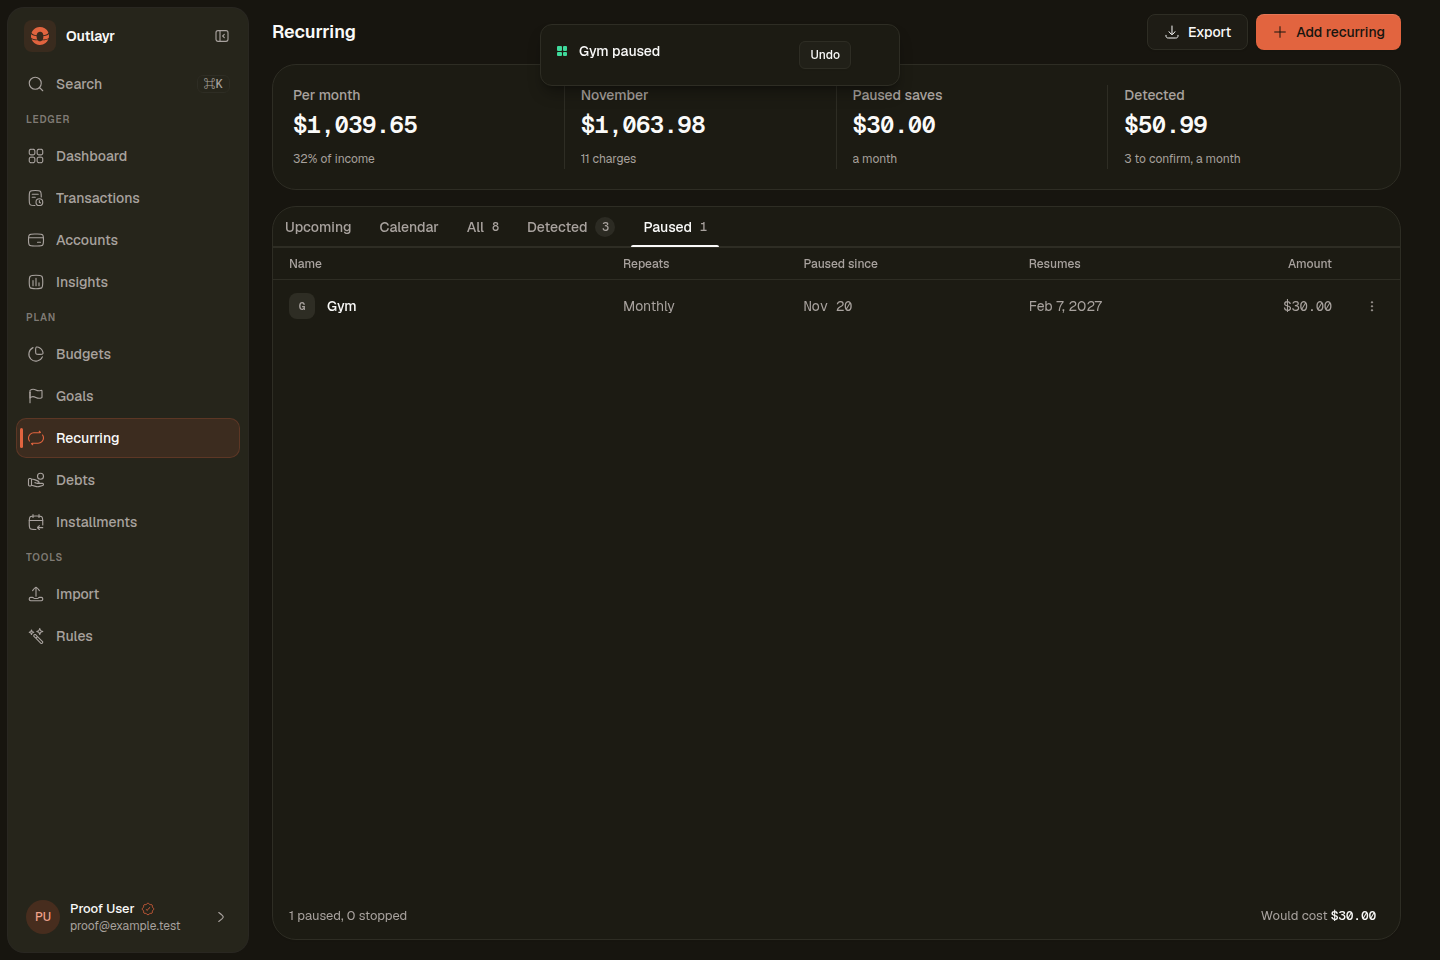 Outlayr
Search ⌘K
LEDGER
Dashboard
Transactions
Accounts
Insights
PLAN
Budgets
Goals
Recurring
Debts
Installments
TOOLS
Import
Rules
PU
Proof User
proof@example.test
Recurring
Gym paused
Undo
Export
Add recurring
Per month
$1,039.65
32% of income
November
$1,063.98
11 charges
Paused saves
$30.00
a month
Detected
$50.99
3 to confirm, a month
Upcoming Calendar All 8 Detected 3 Paused 1
Name Repeats Paused since Resumes Amount
G Gym Monthly Nov 20 Feb 7, 2027 $30.00
1 paused, 0 stopped
Would cost $30.00